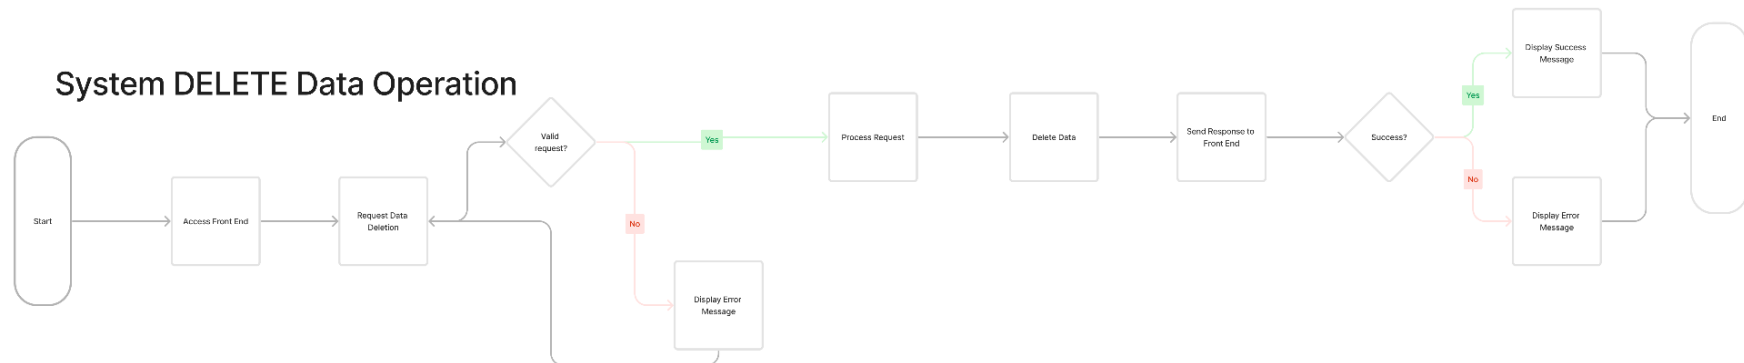 System DELETE Data Operation
Start
Access Front End
Request Data
Deletion
Valid
request?
Yes
No
Display Error
Message
Process Request
Delete Data
Send Response to
Front End
Success?
Yes
No
Display Success
Message
Display Error
Message
End